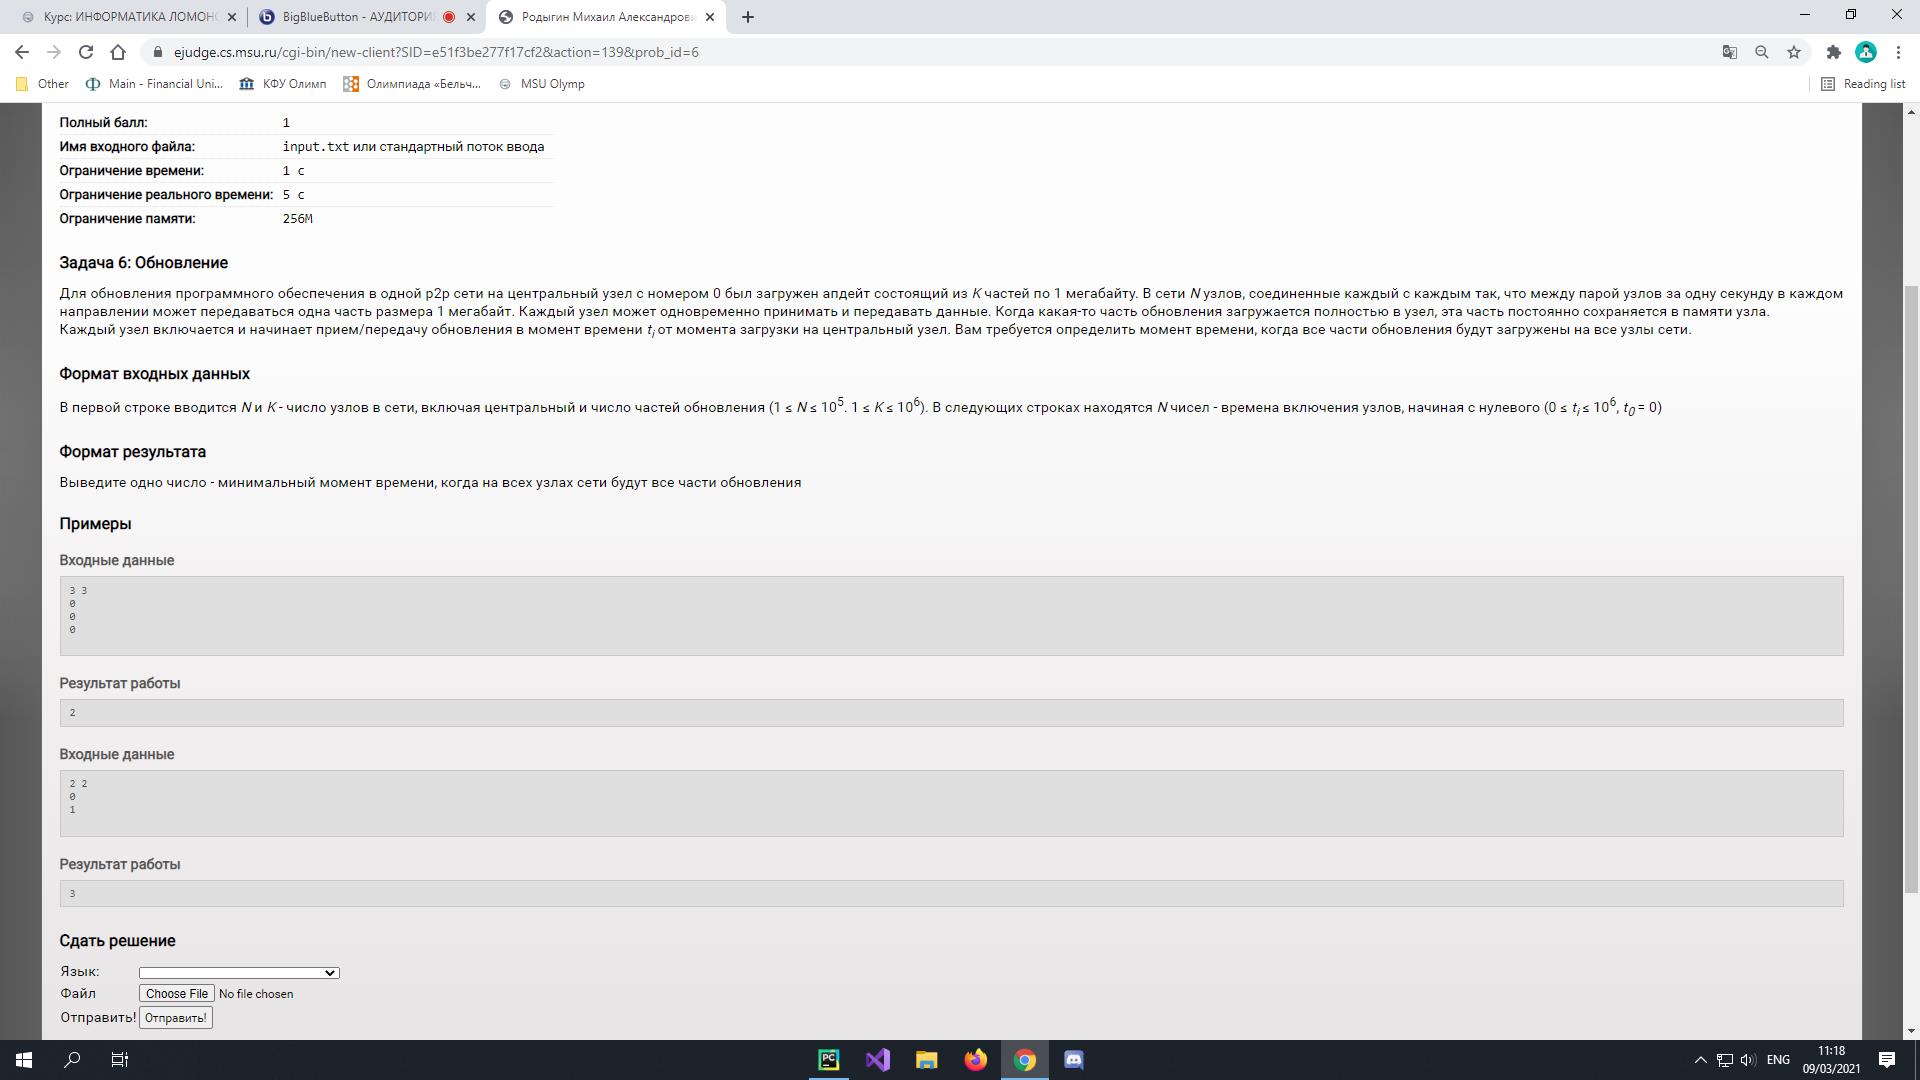 Курс: ИНФОРМАТИКА ЛОМОНО
BigBlueButton - АУДИТОРИ
Родыгин Михаил Александрови
ejudge.cs.msu.ru/cgi-bin/new-client?SID=e51f3be277f17cf2&action=139&prob_id=6
Other
Main - Financial Uni...
КФУ Олимп
Олимпиада «Бельч...
MSU Olymp
Reading list
Полный балл: 1
Имя входного файла: input.txt или стандартный поток ввода
Ограничение времени: 1 с
Ограничение реального времени: 5 с
Ограничение памяти: 256M
Задача 6: Обновление
Для обновления программного обеспечения в одной p2p сети на центральный узел с номером 0 был загружен апдейт состоящий из K частей по 1 мегабайту. В сети N узлов, соединенные каждый с каждым так, что между парой узлов за одну секунду в каждом
направлении может передаваться одна часть размера 1 мегабайт. Каждый узел может одновременно принимать и передавать данные. Когда какая-то часть обновления загружается полностью в узел, эта часть постоянно сохраняется в памяти узла.
Каждый узел включается и начинает прием/передачу обновления в момент времени ti от момента загрузки на центральный узел. Вам требуется определить момент времени, когда все части обновления будут загружены на все узлы сети.
Формат входных данных
В первой строке вводится N и K - число узлов в сети, включая центральный и число частей обновления (1 ≤ N ≤ 10^5. 1 ≤ K ≤ 10^6). В следующих строках находятся N чисел - времена включения узлов, начиная с нулевого (0 ≤ ti ≤ 10^6, t0 = 0)
Формат результата
Выведите одно число - минимальный момент времени, когда на всех узлах сети будут все части обновления
Примеры
Входные данные
3 3
0
0
0
Результат работы
2
Входные данные
2 2
0
1
Результат работы
3
Сдать решение
Язык:
Файл Choose File No file chosen
Отправить! Отправить!
PC
ENG
11:18
09/03/2021